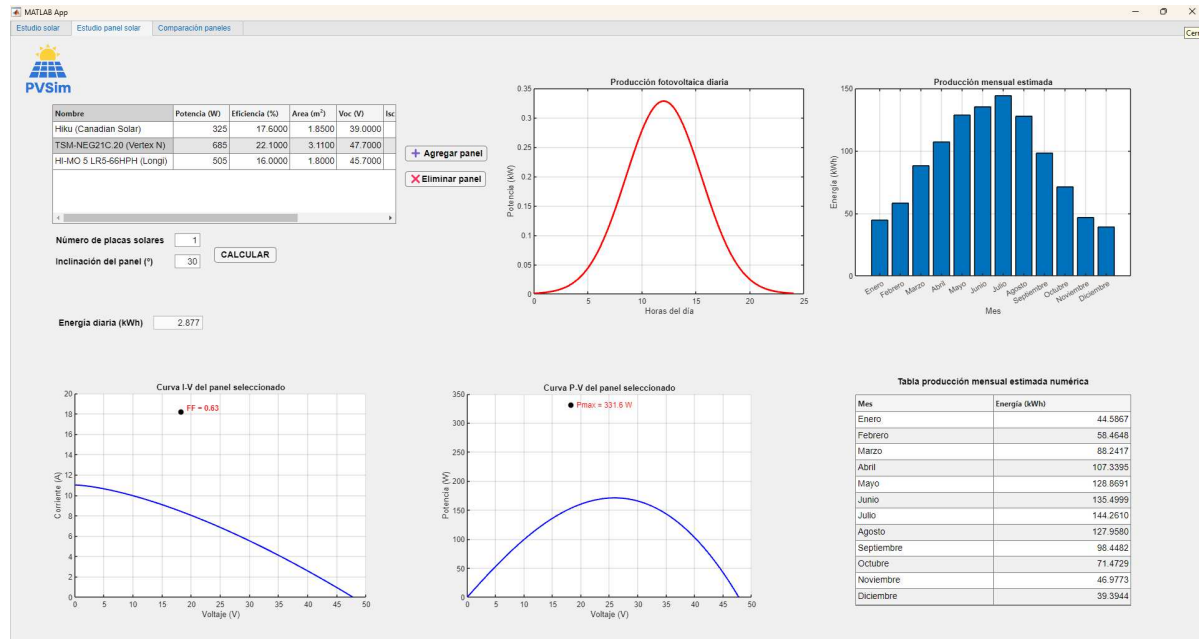 MATLAB App
Cerr
Estudio solar Estudio panel solar Comparación paneles
PVSim
Nombre Potencia (W) Eficiencia (%) Area (m²) Voc (V) Isc
Hiku (Canadian Solar) 325 17.6000 1.8500 39.0000
TSM-NEG21C.20 (Vertex N) 685 22.1000 3.1100 47.7000
HI-MO 5 LR5-66HPH (Longi) 505 16.0000 1.8000 45.7000
Agregar panel
Eliminar panel
Número de placas solares 1
Inclinación del panel (º) 30
CALCULAR
Energía diaria (kWh) 2.877
Producción fotovoltaica diaria
Potencia (kW)
0.35
0.3
0.25
0.2
0.15
0.1
0.05
0
0 5 10 15 20 25
Horas del día
Producción mensual estimada
Energía (kWh)
150
100
50
0
Enero Febrero Marzo Abril Mayo Junio Julio Agosto Septiembre Octubre Noviembre Diciembre
Mes
Curva I-V del panel seleccionado
FF = 0.63
Corriente (A)
20
18
16
14
12
10
8
6
4
2
0
0 5 10 15 20 25 30 35 40 45 50
Voltaje (V)
Curva P-V del panel seleccionado
Pmax = 331.6 W
Potencia (W)
350
300
250
200
150
100
50
0
0 5 10 15 20 25 30 35 40 45 50
Voltaje (V)
Tabla producción mensual estimada numérica
Mes Energía (kWh)
Enero 44.5867
Febrero 58.4648
Marzo 88.2417
Abril 107.3395
Mayo 128.8691
Junio 135.4999
Julio 144.2610
Agosto 127.9580
Septiembre 98.4482
Octubre 71.4729
Noviembre 46.9773
Diciembre 39.3944